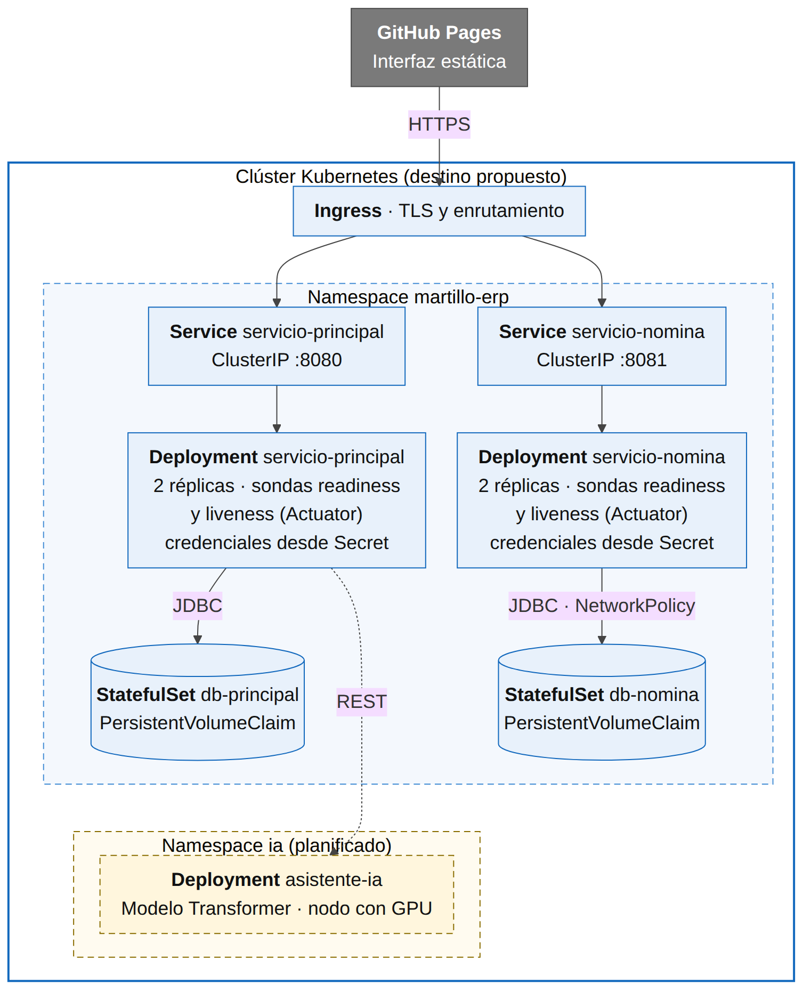 GitHub Pages
Interfaz estática
HTTPS
Clúster Kubernetes (destino propuesto)
Ingress · TLS y enrutamiento
Namespace martillo-erp
Service servicio-principal
ClusterIP :8080
Service servicio-nomina
ClusterIP :8081
Deployment servicio-principal
2 réplicas · sondas readiness
y liveness (Actuator)
credenciales desde Secret
Deployment servicio-nomina
2 réplicas · sondas readiness
y liveness (Actuator)
credenciales desde Secret
JDBC
JDBC · NetworkPolicy
StatefulSet db-principal
PersistentVolumeClaim
REST
StatefulSet db-nomina
PersistentVolumeClaim
Namespace ia (planificado)
Deployment asistente-ia
Modelo Transformer · nodo con GPU